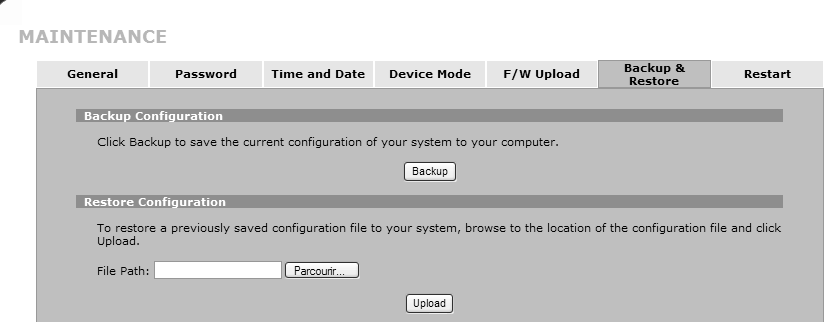 MAINTENANCE
General Password Time and Date Device Mode F/W Upload Backup & Restore Restart
Backup Configuration
Click Backup to save the current configuration of your system to your computer.
Backup
Restore Configuration
To restore a previously saved configuration file to your system, browse to the location of the configuration file and click
Upload.
File Path: Parcourir...
Upload